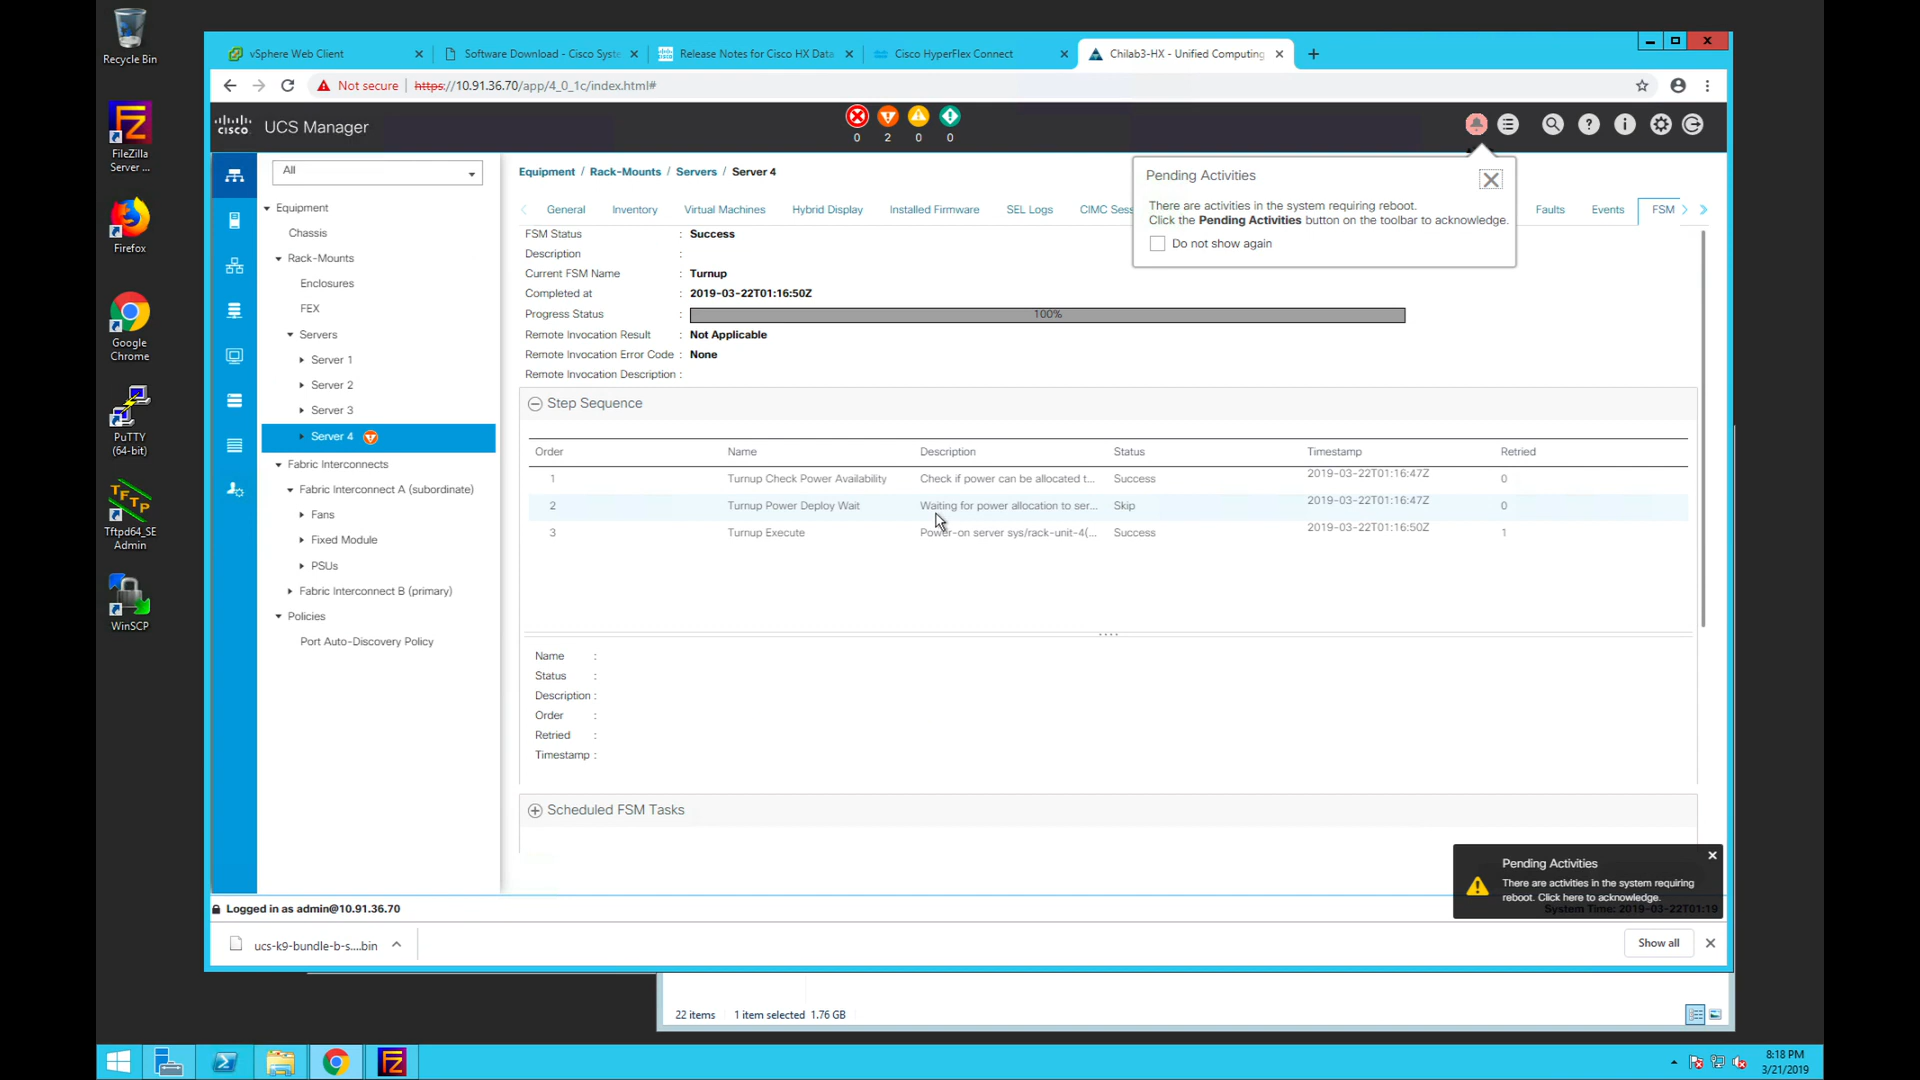 Recycle Bin
FileZilla
Server ...
Firefox
Google
Chrome
PuTTY
(64-bit)
Tftpd64_SE
Admin
WinSCP
vSphere Web Client
Software Download - Cisco Syste
Release Notes for Cisco HX Data
Cisco HyperFlex Connect
Chilab3-HX - Unified Computing
Not secure
https://10.91.36.70/app/4_0_1c/index.html#
cisco
UCS Manager
0
2
0
0
All
Equipment
Chassis
Rack-Mounts
Enclosures
FEX
Servers
Server 1
Server 2
Server 3
Server 4
Fabric Interconnects
Fabric Interconnect A (subordinate)
Fans
Fixed Module
PSUs
Fabric Interconnect B (primary)
Policies
Port Auto-Discovery Policy
Equipment / Rack-Mounts / Servers / Server 4
General
Inventory
Virtual Machines
Hybrid Display
Installed Firmware
SEL Logs
CIMC Sess
Faults
Events
FSM
Pending Activities
There are activities in the system requiring reboot.
Click the Pending Activities button on the toolbar to acknowledge.
Do not show again
FSM Status : Success
Description :
Current FSM Name : Turnup
Completed at : 2019-03-22T01:16:50Z
Progress Status : 100%
Remote Invocation Result : Not Applicable
Remote Invocation Error Code : None
Remote Invocation Description :
Step Sequence
Order Name Description Status Timestamp Retried
1 Turnup Check Power Availability Check if power can be allocated t... Success 2019-03-22T01:16:47Z 0
2 Turnup Power Deploy Wait Waiting for power allocation to ser... Skip 2019-03-22T01:16:47Z 0
3 Turnup Execute Power-on server sys/rack-unit-4(... Success 2019-03-22T01:16:50Z 1
Name :
Status :
Description :
Order :
Retried :
Timestamp :
Scheduled FSM Tasks
Pending Activities
There are activities in the system requiring
reboot. Click here to acknowledge.
System Time: 2019-03-22T01:19
Logged in as admin@10.91.36.70
ucs-k9-bundle-b-s....bin
Show all
22 items
1 item selected 1.76 GB
8:18 PM
3/21/2019